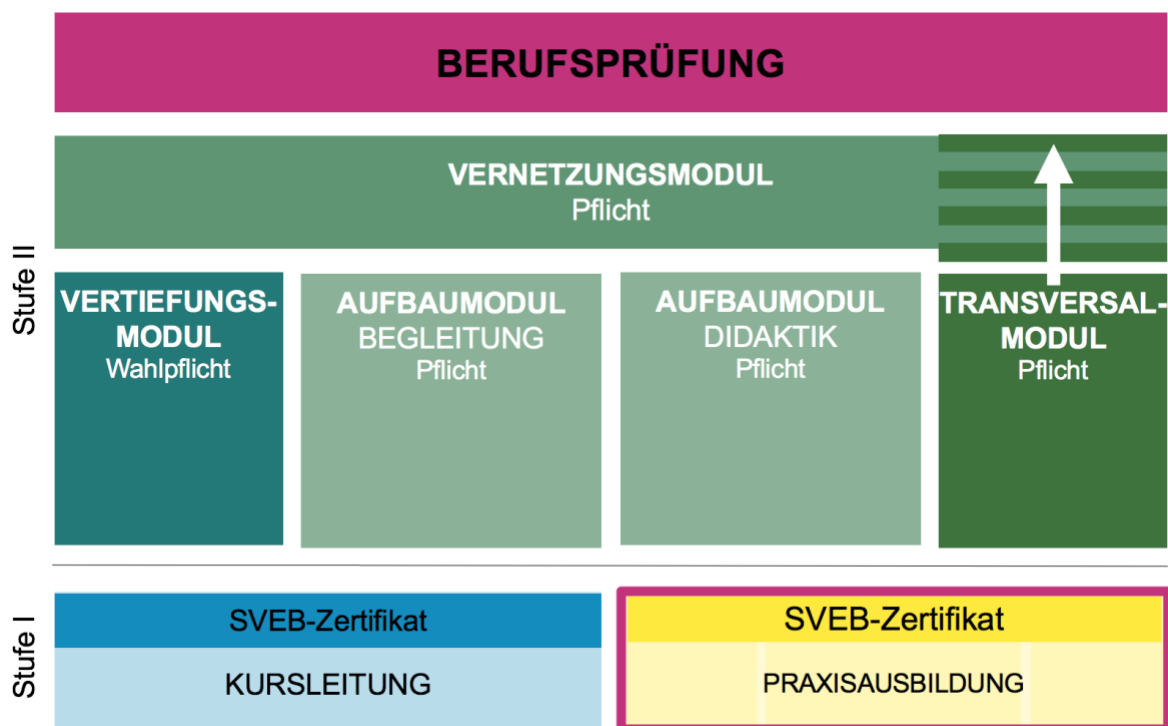 BERUFSPRÜFUNG
Stufe II
VERNETZUNGSMODUL
Pflicht
VERTIEFUNGS-
MODUL
Wahlpflicht
AUFBAUMODUL
BEGLEITUNG
Pflicht
AUFBAUMODUL
DIDAKTIK
Pflicht
TRANSVERSAL-
MODUL
Pflicht
Stufe I
SVEB-Zertifikat
KURSLEITUNG
SVEB-Zertifikat
PRAXISAUSBILDUNG